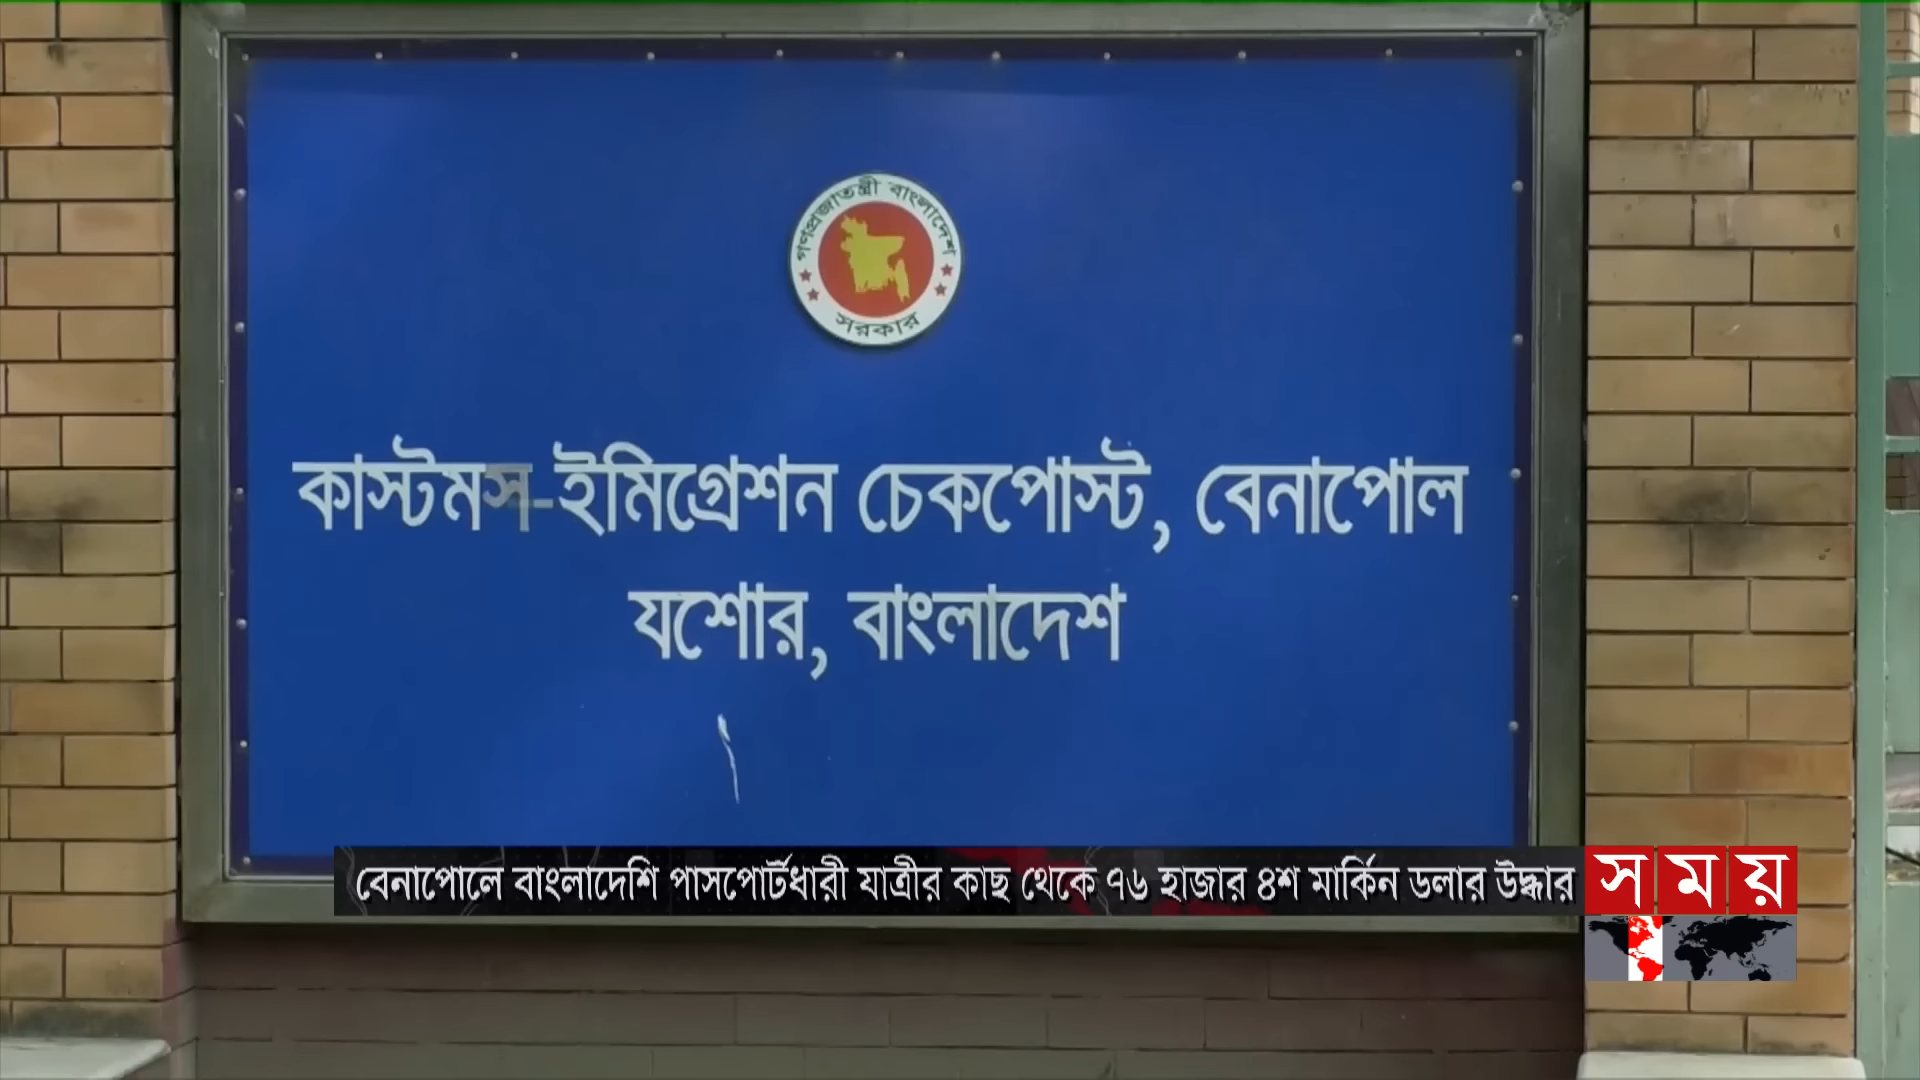 গণপ্রজাতন্ত্রী বাংলাদেশ
সরকার
কাস্টমস-ইমিগ্রেশন চেকপোস্ট, বেনাপোল
যশোর, বাংলাদেশ
বেনাপোলে বাংলাদেশি পাসপোর্টধারী যাত্রীর কাছ থেকে ৭৬ হাজার ৪শ মার্কিন ডলার উদ্ধার
সময়